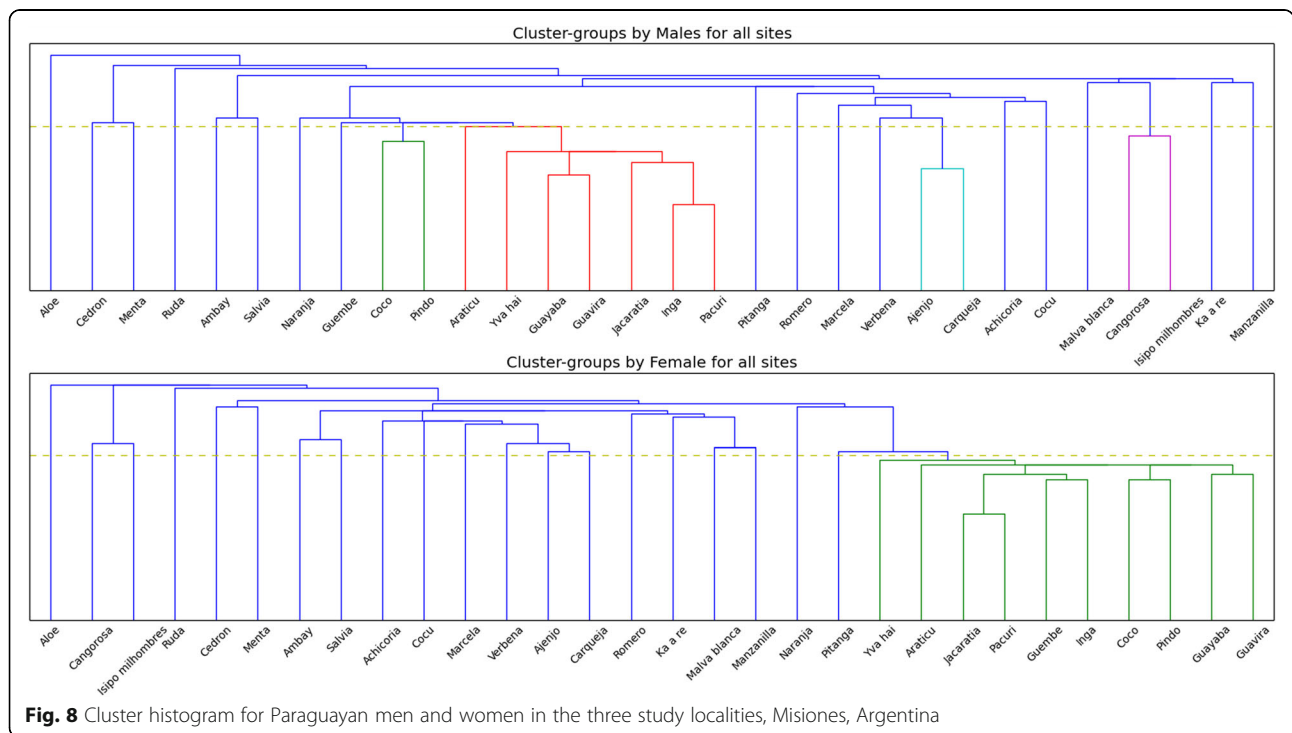 Cluster-groups by Males for all sites
Aloe Cedron Menta Ruda Ambay Salvia Naranja Guembe Coco Pindo Araticu Yva hai Guayaba Guavira Jacaratia Inga Pacuri Pitanga Romero Marcela Verbena Ajenjo Carqueja Achicoria Cocu Malva blanca Cangorosa Isipo milhombres Ka a re Manzanilla
Cluster-groups by Female for all sites
Aloe Cangorosa Isipo milhombres Ruda Cedron Menta Ambay Salvia Achicoria Cocu Marcela Verbena Ajenjo Carqueja Romero Ka a re Malva blanca Manzanilla Naranja Pitanga Yva hai Araticu Jacaratia Pacuri Guembe Inga Coco Pindo Guayaba Guavira
Fig. 8 Cluster histogram for Paraguayan men and women in the three study localities, Misiones, Argentina